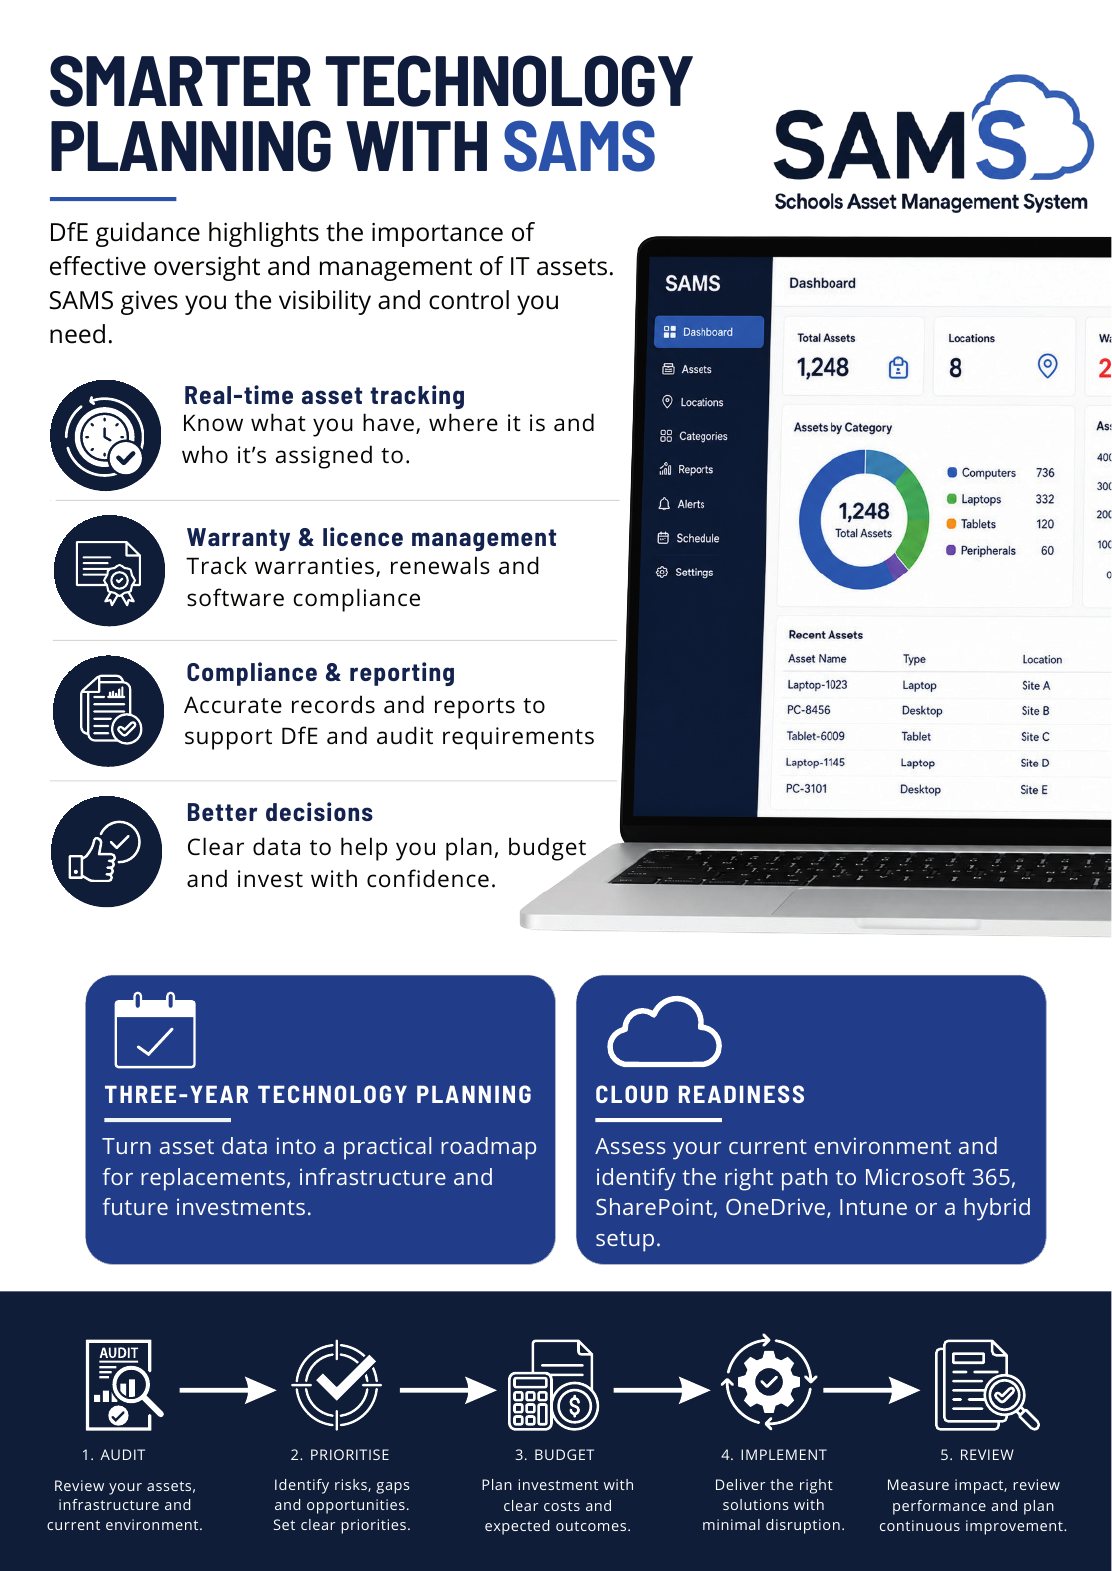 SMARTER TECHNOLOGY
PLANNING WITH SAMS
SAMS
Schools Asset Management System
DfE guidance highlights the importance of
effective oversight and management of IT assets.
SAMS gives you the visibility and control you
need.
Real-time asset tracking
Know what you have, where it is and
who it's assigned to.
Warranty & licence management
Track warranties, renewals and
software compliance
Compliance & reporting
Accurate records and reports to
support DfE and audit requirements
Better decisions
Clear data to help you plan, budget
and invest with confidence.
SAMS
Dashboard
Assets
Locations
Categories
Reports
Alerts
Schedule
Settings
Dashboard
Total Assets
1,248
Locations
8
Wa
2
Assets by Category
1,248
Total Assets
Computers 736
Laptops 332
Tablets 120
Peripherals 60
Ass
400
300
200
100
0
Recent Assets
Asset Name Type Location
Laptop-1023 Laptop Site A
PC-8456 Desktop Site B
Tablet-6009 Tablet Site C
Laptop-1145 Laptop Site D
PC-3101 Desktop Site E
THREE-YEAR TECHNOLOGY PLANNING
Turn asset data into a practical roadmap
for replacements, infrastructure and
future investments.
CLOUD READINESS
Assess your current environment and
identify the right path to Microsoft 365,
SharePoint, OneDrive, Intune or a hybrid
setup.
AUDIT
1. AUDIT
Review your assets,
infrastructure and
current environment.
2. PRIORITISE
Identify risks, gaps
and opportunities.
Set clear priorities.
$
3. BUDGET
Plan investment with
clear costs and
expected outcomes.
4. IMPLEMENT
Deliver the right
solutions with
minimal disruption.
5. REVIEW
Measure impact, review
performance and plan
continuous improvement.